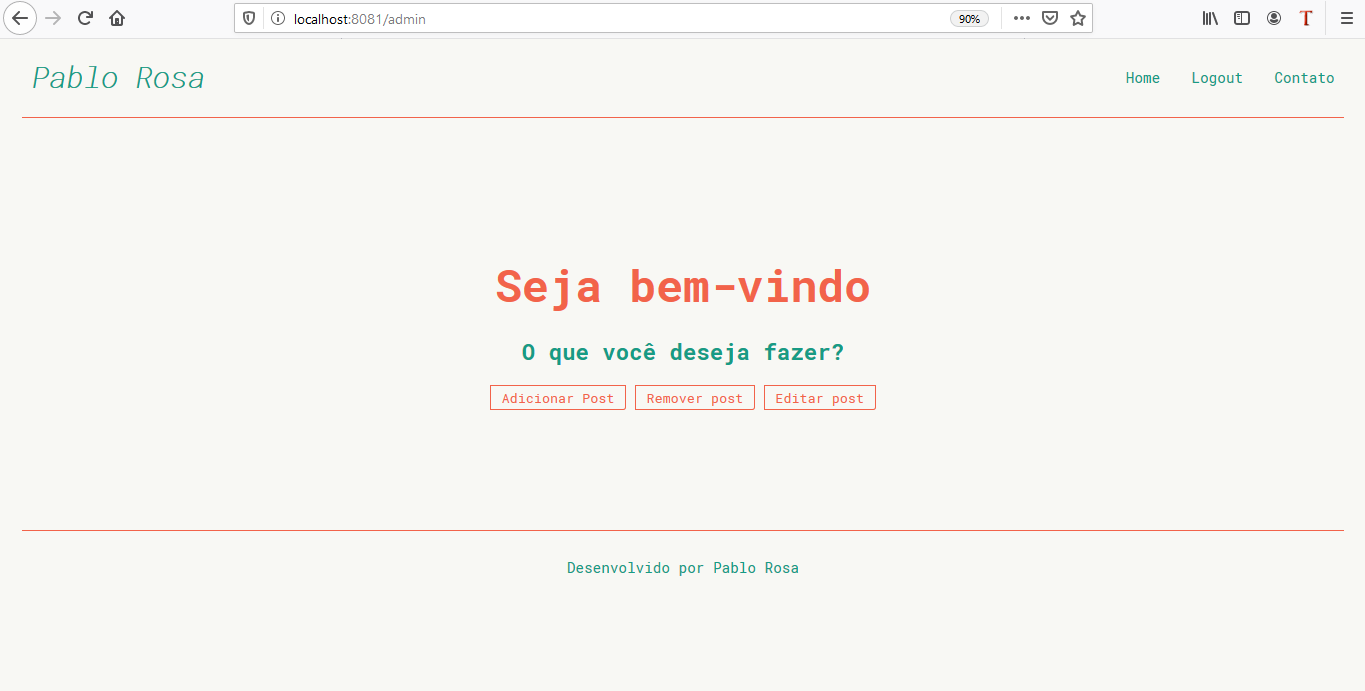 localhost:8081/admin 90%
Pablo Rosa Home Logout Contato
Seja bem-vindo
O que você deseja fazer?
Adicionar Post Remover post Editar post
Desenvolvido por Pablo Rosa